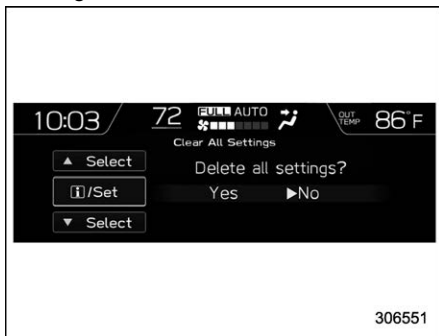 10:03 72 FULL AUTO OUT TEMP 86°F
Clear All Settings
▲ Select
Delete all settings?
i/Set
Yes ▶No
▼ Select
306551